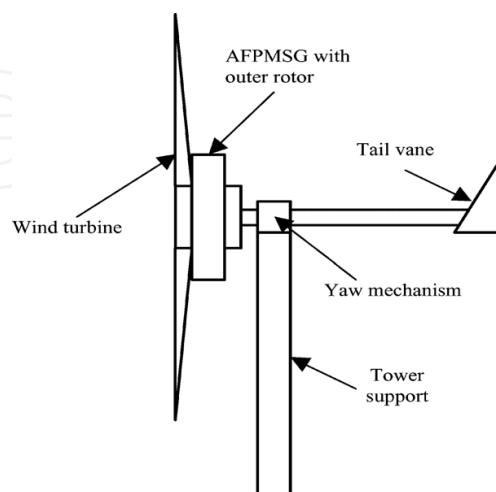 AFPMSG with
outer rotor
Tail vane
Wind turbine
Yaw mechanism
Tower
support